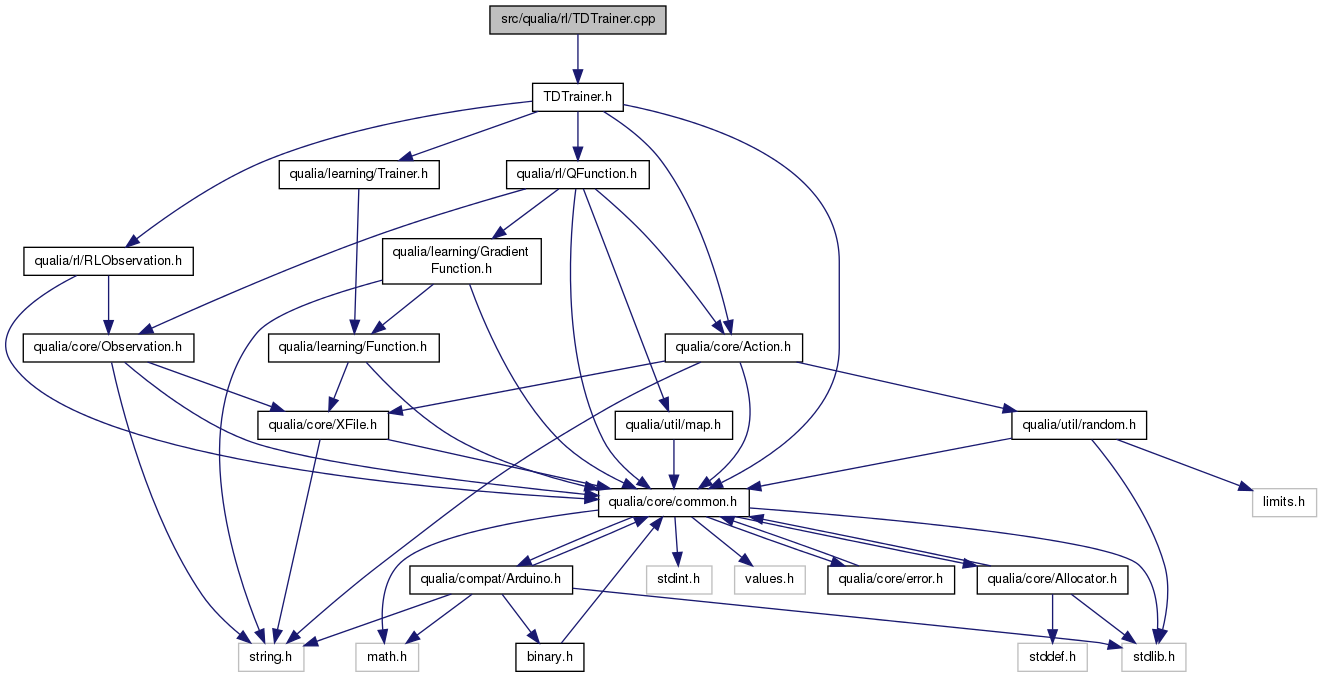 src/qualia/rl/TDTrainer.cpp
TDTrainer.h
qualia/learning/Trainer.h
qualia/rl/QFunction.h
qualia/rl/RLObservation.h
qualia/learning/Gradient
Function.h
qualia/core/Observation.h
qualia/learning/Function.h
qualia/core/Action.h
qualia/core/XFile.h
qualia/util/map.h
qualia/util/random.h
qualia/core/common.h
limits.h
qualia/compat/Arduino.h
stdint.h
values.h
qualia/core/error.h
qualia/core/Allocator.h
string.h
math.h
binary.h
stddef.h
stdlib.h